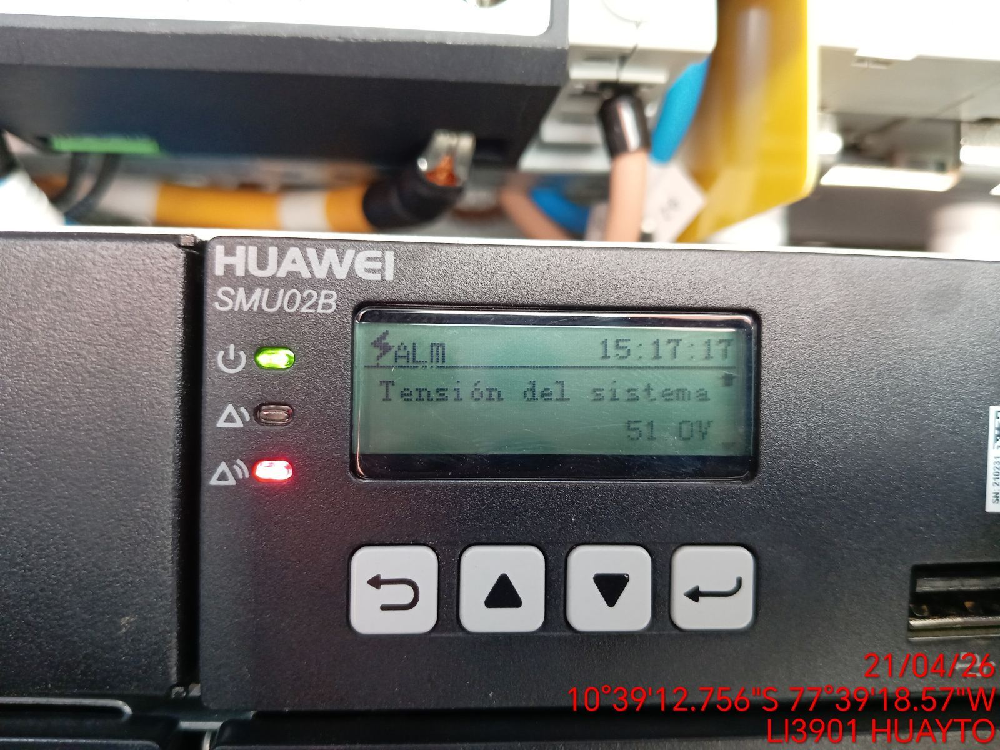 HUAWEI
SMU02B
ALM 15:17:17
Tensión del sistema
51 0V
21/04/26
10°39'12.756"S 77°39'18.57"W
LI3901 HUAYTO